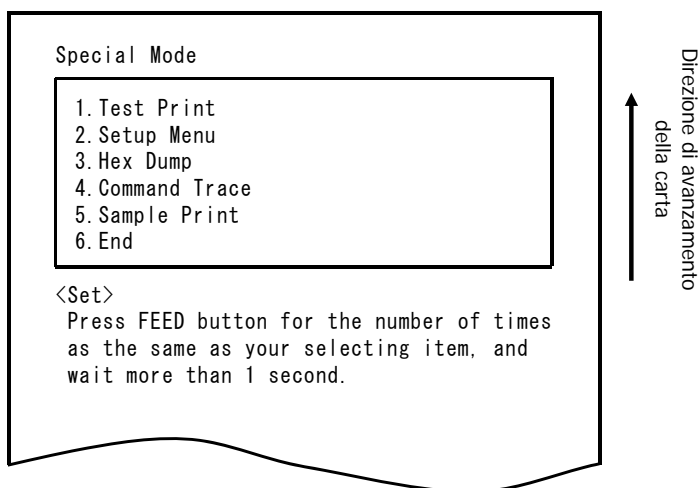 Special Mode
1.Test Print
2.Setup Menu
3.Hex Dump
4.Command Trace
5.Sample Print
6.End
<Set>
Press FEED button for the number of times
as the same as your selecting item, and
wait more than 1 second.
Direzione di avanzamento
della carta